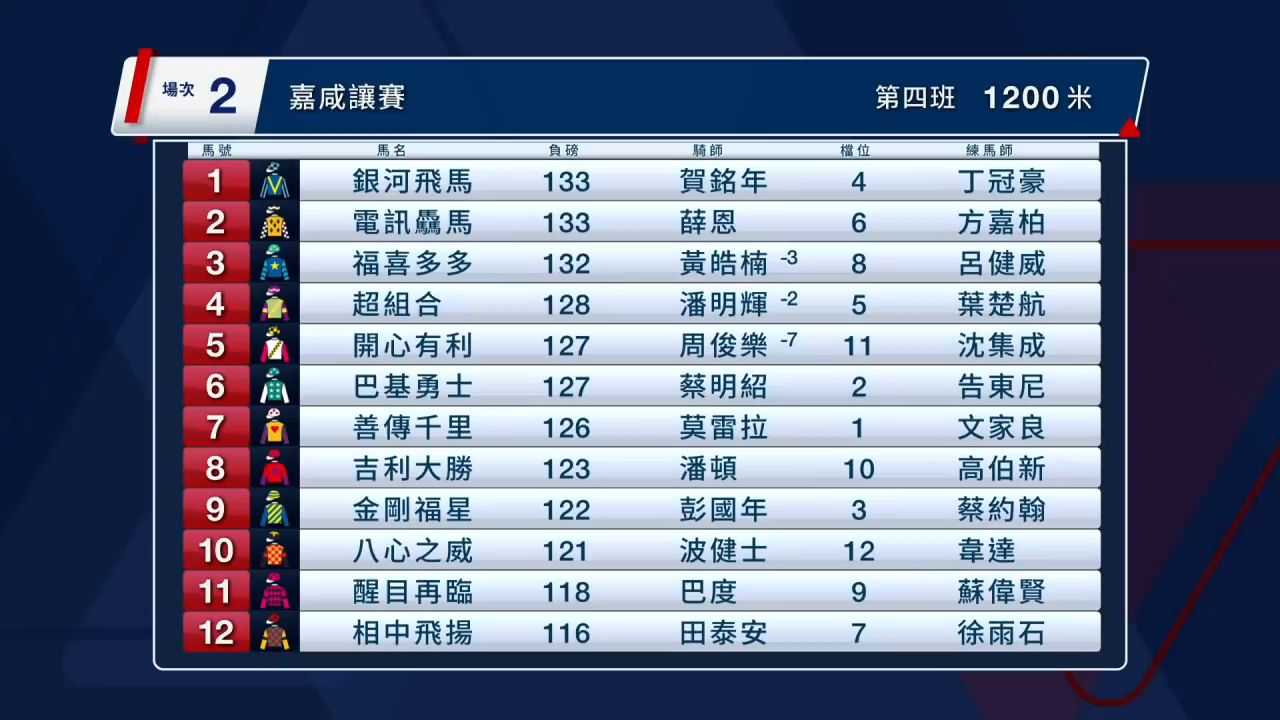 場次 2 嘉咸讓賽 第四班 1200 米
馬號 馬名 負磅 騎師 檔位 練馬師
1 銀河飛馬 133 賀銘年 4 丁冠豪
2 電訊驫馬 133 薛恩 6 方嘉柏
3 福喜多多 132 黃皓楠 -3 8 呂健威
4 超組合 128 潘明輝 -2 5 葉楚航
5 開心有利 127 周俊樂 -7 11 沈集成
6 巴基勇士 127 蔡明紹 2 告東尼
7 善傳千里 126 莫雷拉 1 文家良
8 吉利大勝 123 潘頓 10 高伯新
9 金剛福星 122 彭國年 3 蔡約翰
10 八心之威 121 波健士 12 韋達
11 醒目再臨 118 巴度 9 蘇偉賢
12 相中飛揚 116 田泰安 7 徐雨石